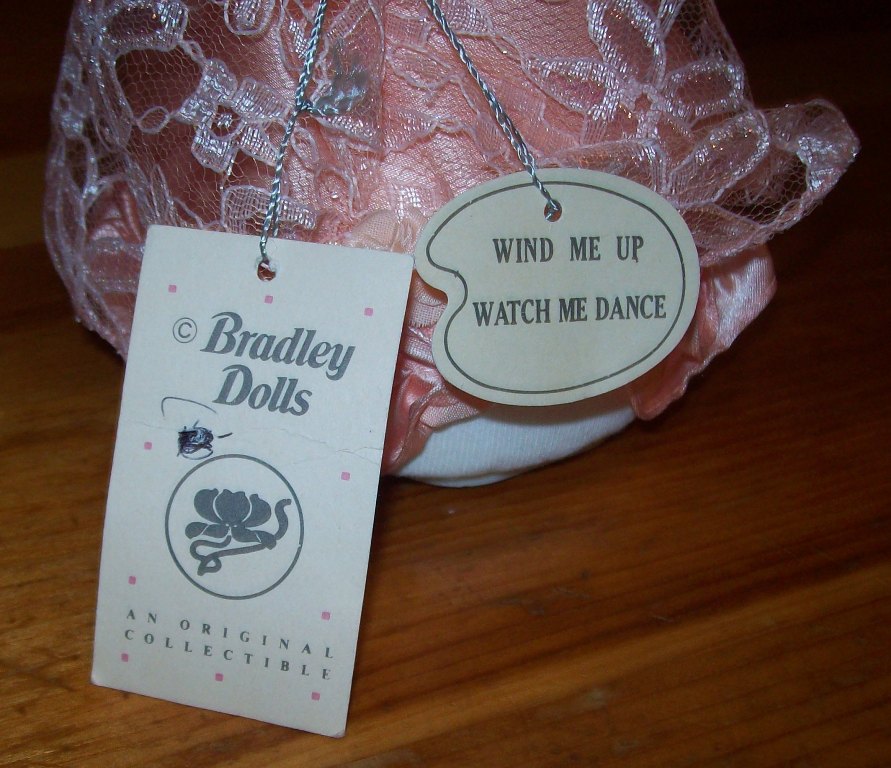 © Bradley
Dolls
AN ORIGINAL
COLLECTIBLE
WIND ME UP
WATCH ME DANCE